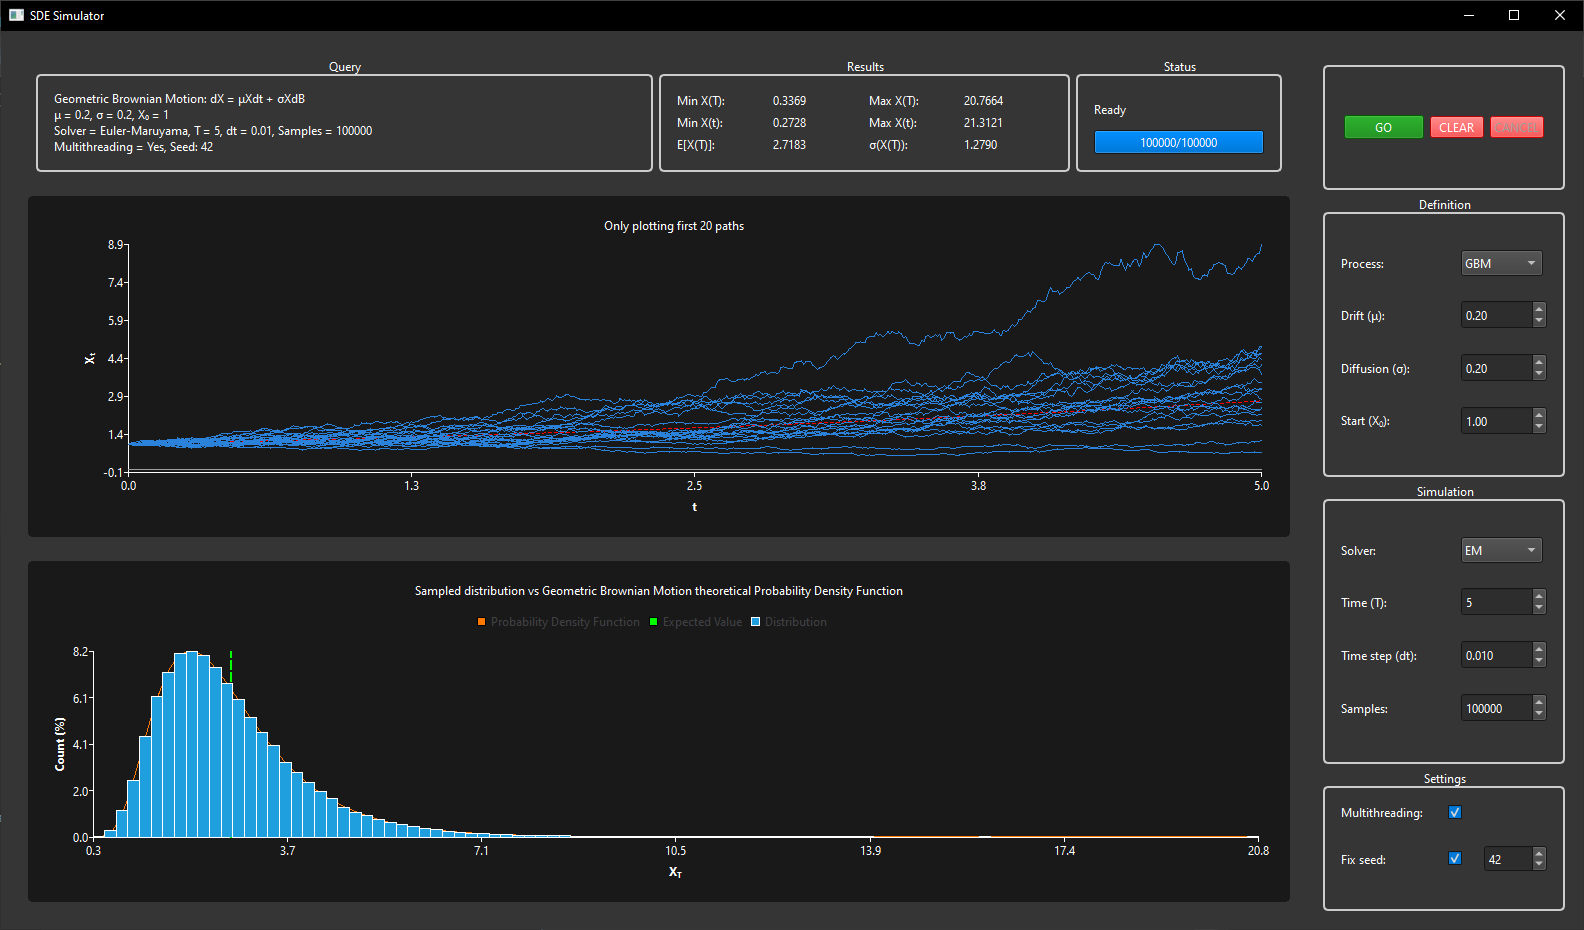 SDE Simulator
Query
Geometric Brownian Motion: dX = μXdt + σXdB
μ = 0.2, σ = 0.2, X₀ = 1
Solver = Euler-Maruyama, T = 5, dt = 0.01, Samples = 100000
Multithreading = Yes, Seed: 42
Results
Min X(T): 0.3369 Max X(T): 20.7664
Min X(t): 0.2728 Max X(t): 21.3121
E[X(T)]: 2.7183 σ(X(T)): 1.2790
Status
Ready
100000/100000
GO CLEAR CANCEL
Only plotting first 20 paths
8.9
7.4
5.9
4.4
2.9
1.4
-0.1
Xₜ
0.0 1.3 2.5 3.8 5.0
t
Sampled distribution vs Geometric Brownian Motion theoretical Probability Density Function
Probability Density Function Expected Value Distribution
8.2
6.1
4.1
2.0
0.0
Count (%)
0.3 3.7 7.1 10.5 13.9 17.4 20.8
X_T
Definition
Process: GBM
Drift (μ): 0.20
Diffusion (σ): 0.20
Start (X₀): 1.00
Simulation
Solver: EM
Time (T): 5
Time step (dt): 0.010
Samples: 100000
Settings
Multithreading:
Fix seed: 42